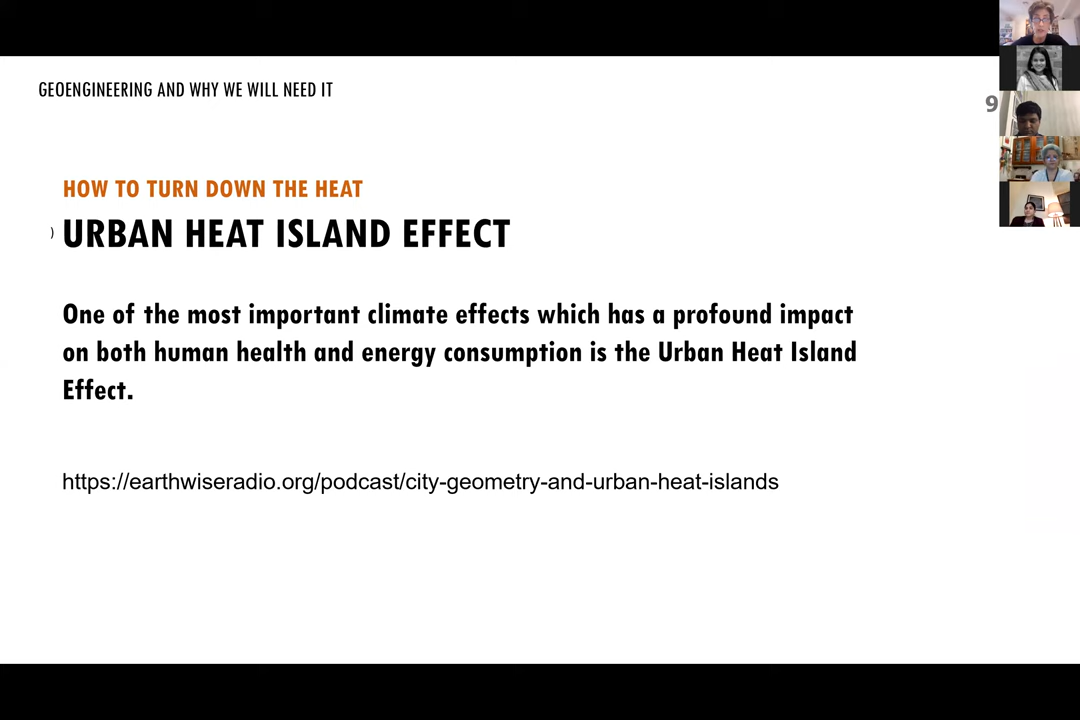 GEOENGINEERING AND WHY WE WILL NEED IT
9
HOW TO TURN DOWN THE HEAT
) URBAN HEAT ISLAND EFFECT
One of the most important climate effects which has a profound impact
on both human health and energy consumption is the Urban Heat Island
Effect.
https://earthwiseradio.org/podcast/city-geometry-and-urban-heat-islands